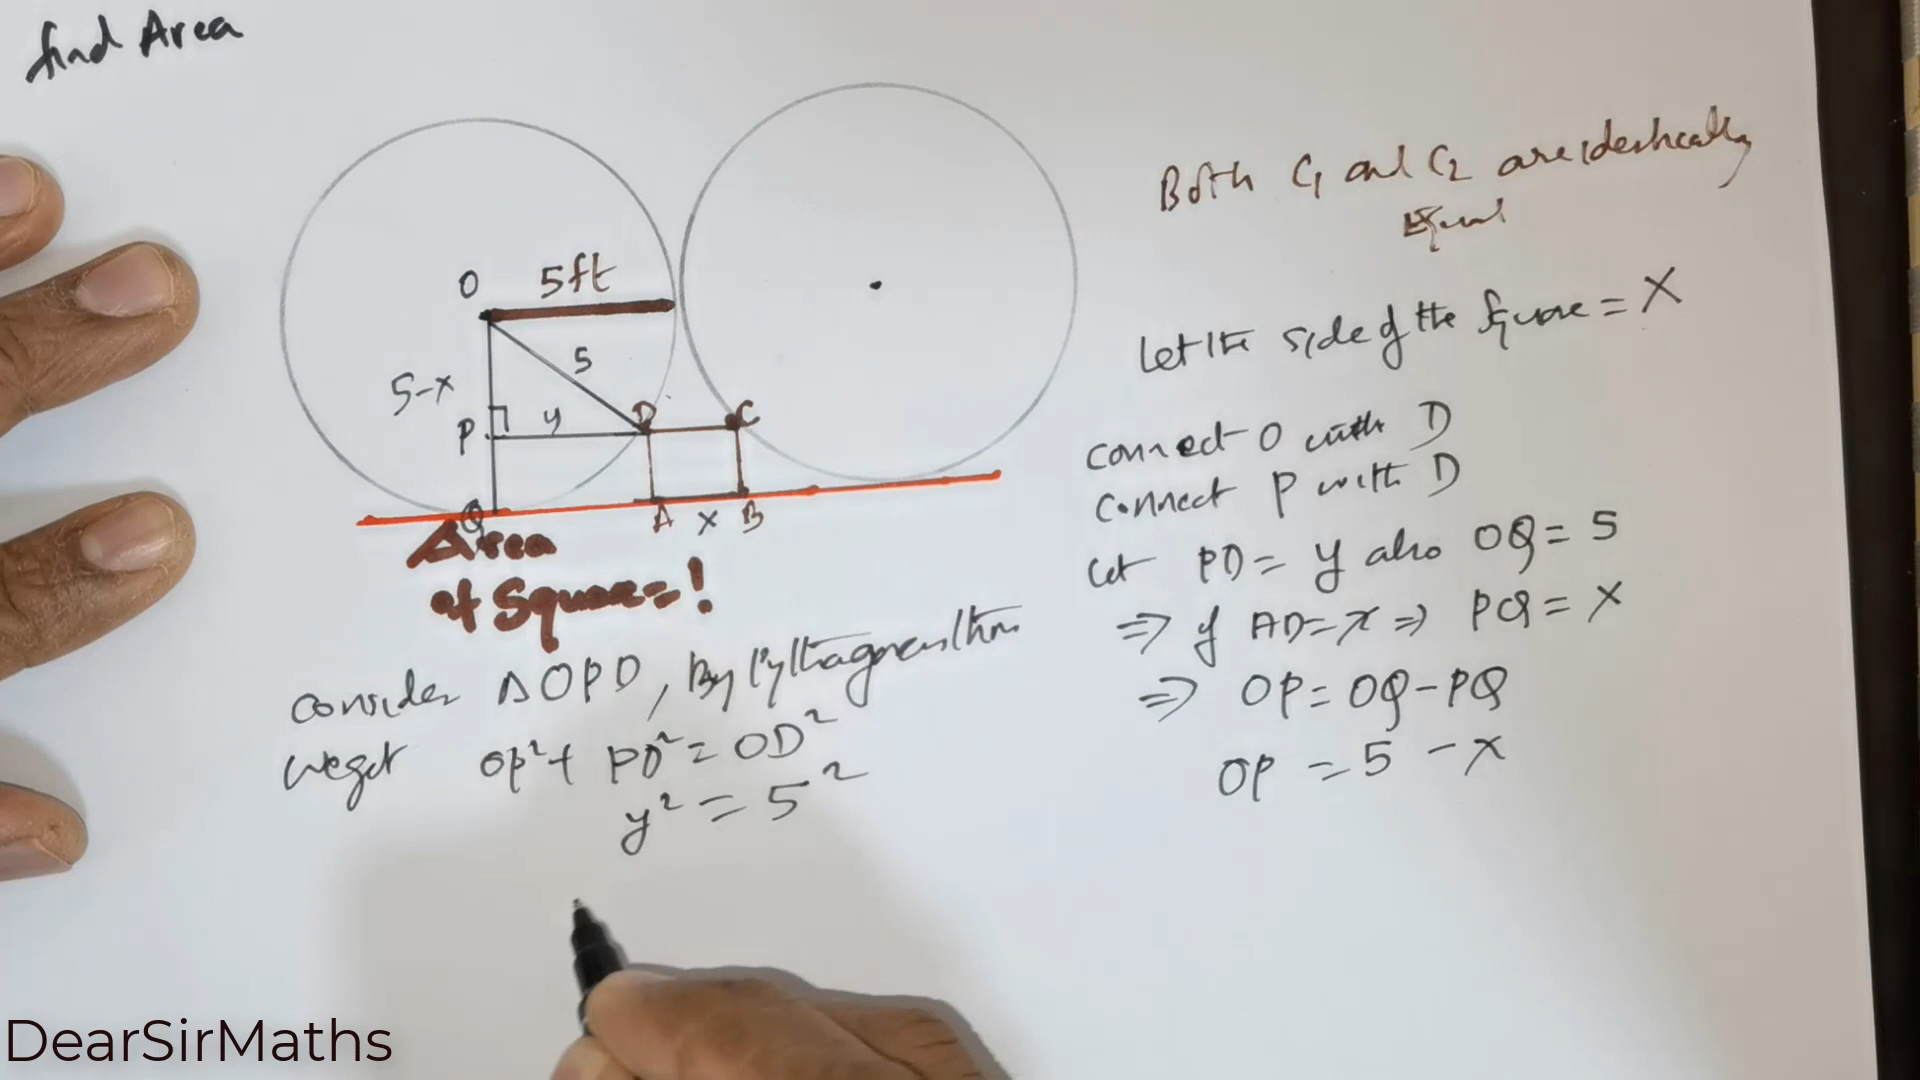 find Area
O 5ft
5
5-x
P y D C
Q A x B
Area
of Square=!
Consider ΔOPD, By Pythagorean thm
we get OP²+ PD² = OD²
y² = 5²
Both C₁ and C₂ are identically
Equal
Let the side of the Square = X
connect O with D
Connect P with D
Let PD = y also OQ = 5
⇒ if AD = x ⇒ PQ = x
⇒ OP = OQ - PQ
OP = 5 - x
DearSirMaths